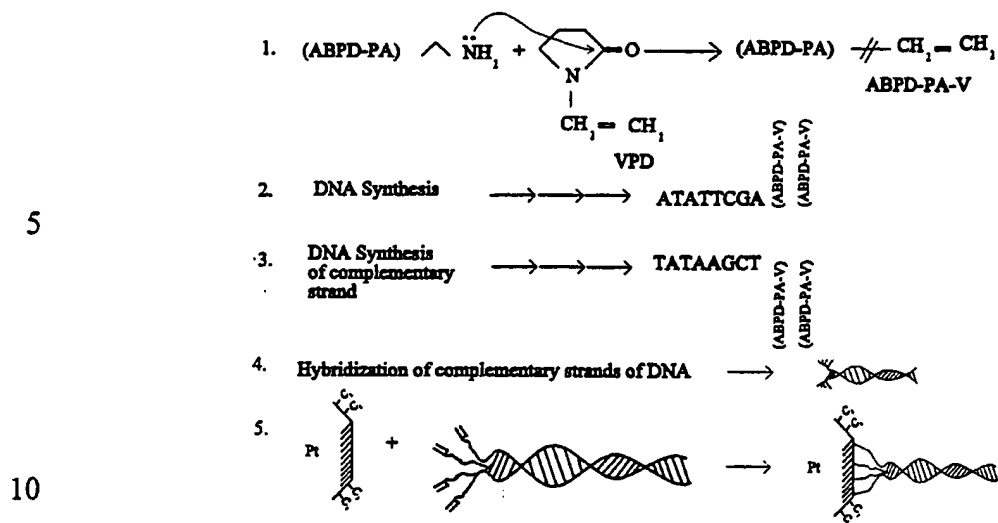 1. (ABPD-PA) N̈H₂ + O (ABPD-PA) CH₂=CH₂
N
ABPD-PA-V
CH₂=CH₂
VPD
(ABPD-PA-V) (ABPD-PA-V)
2. DNA Synthesis ATATTCGA
5
3. DNA Synthesis TATAAGCT
of complementary
strand
(ABPD-PA-V) (ABPD-PA-V)
4. Hybridization of complementary strands of DNA
5. Pt + Pt
10